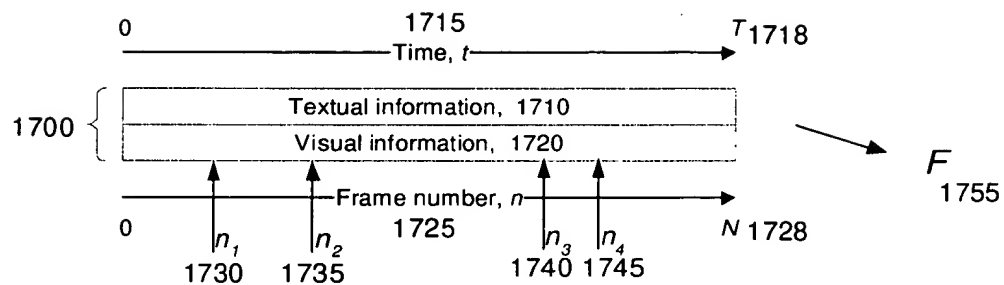 0 1715 T 1718
Time, t
Textual information, 1710
1700
Visual information, 1720
F
1755
Frame number, n
0 1725 N 1728
n1 n2 n3 n4
1730 1735 1740 1745